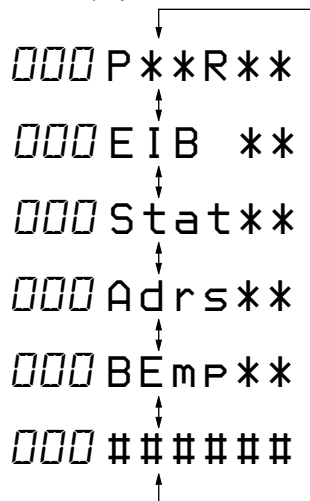 000 P**R**
000 EIB **
000 Stat**
000 Adrs**
000 BEmp**
000 ######